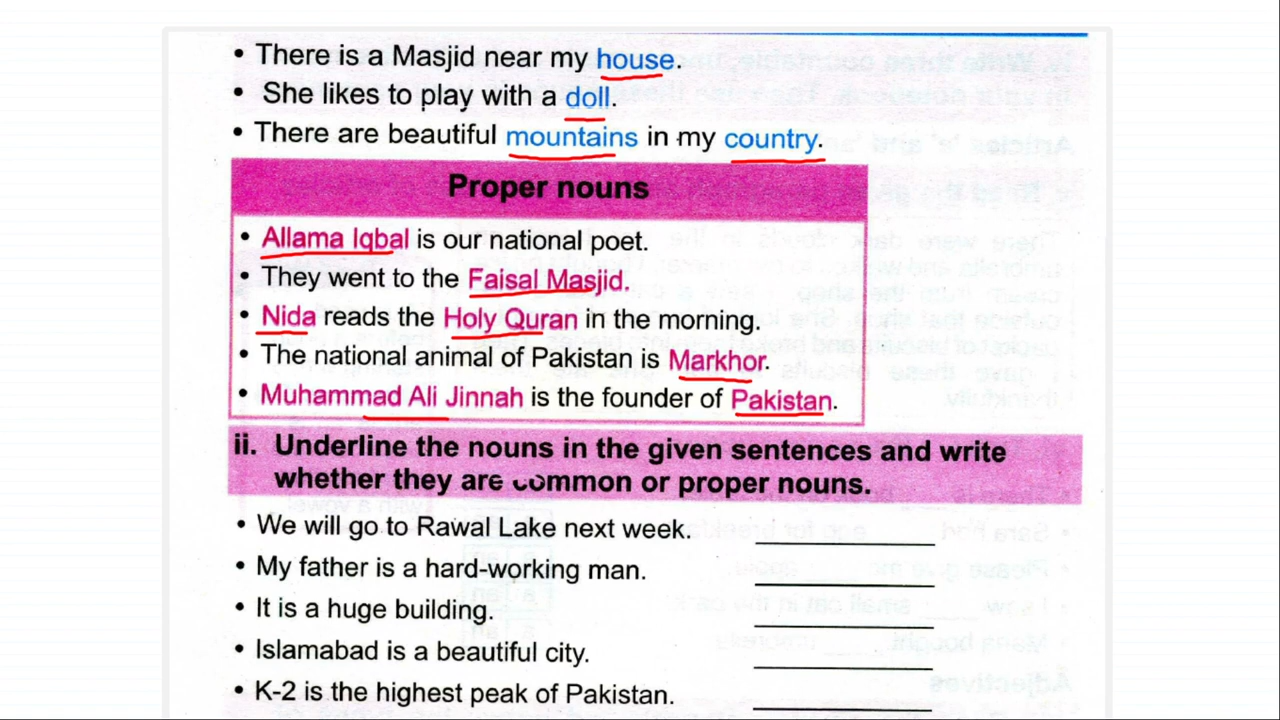 • There is a Masjid near my house.
• She likes to play with a doll.
• There are beautiful mountains in my country.
Proper nouns
• Allama Iqbal is our national poet.
• They went to the Faisal Masjid.
• Nida reads the Holy Quran in the morning.
• The national animal of Pakistan is Markhor.
• Muhammad Ali Jinnah is the founder of Pakistan.
ii. Underline the nouns in the given sentences and write
whether they are common or proper nouns.
• We will go to Rawal Lake next week. ____________
• My father is a hard-working man. ____________
• It is a huge building. ____________
• Islamabad is a beautiful city. ____________
• K-2 is the highest peak of Pakistan. ____________